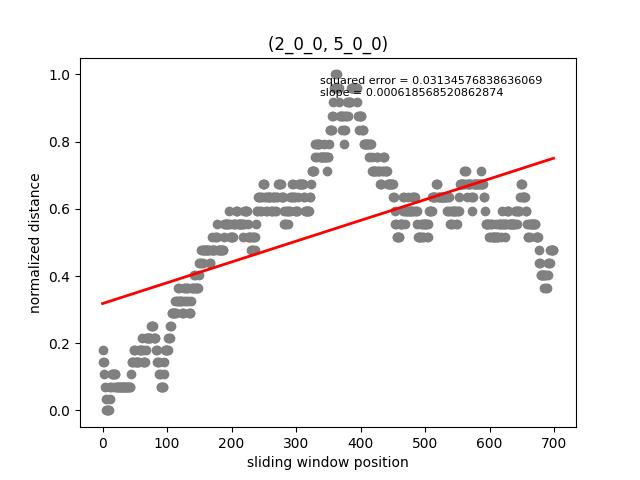 (2_0_0, 5_0_0)
squared error = 0.03134576838636069
slope = 0.000618568520862874
1.0
0.8
0.6
0.4
0.2
0.0
normalized distance
0 100 200 300 400 500 600 700
sliding window position